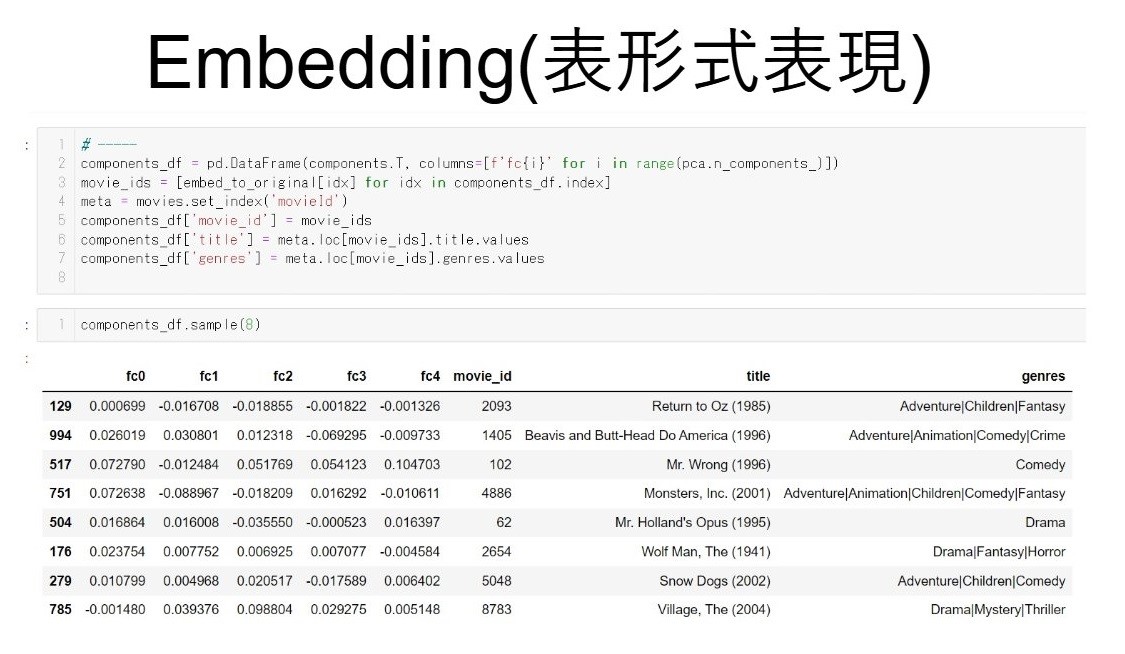 Embedding(表形式表現)
:
1 # -----
2 components_df = pd.DataFrame(components.T, columns=[f'fc{i}' for i in range(pca.n_components_)])
3 movie_ids = [embed_to_original[idx] for idx in components_df.index]
4 meta = movies.set_index('movieId')
5 components_df['movie_id'] = movie_ids
6 components_df['title'] = meta.loc[movie_ids].title.values
7 components_df['genres'] = meta.loc[movie_ids].genres.values
8
:
1 components_df.sample(8)
:
fc0 fc1 fc2 fc3 fc4 movie_id title genres
129 0.000699 -0.016708 -0.018855 -0.001822 -0.001326 2093 Return to Oz (1985) Adventure|Children|Fantasy
994 0.026019 0.030801 0.012318 -0.069295 -0.009733 1405 Beavis and Butt-Head Do America (1996) Adventure|Animation|Comedy|Crime
517 0.072790 -0.012484 0.051769 0.054123 0.104703 102 Mr. Wrong (1996) Comedy
751 0.072638 -0.088967 -0.018209 0.016292 -0.010611 4886 Monsters, Inc. (2001) Adventure|Animation|Children|Comedy|Fantasy
504 0.016864 0.016008 -0.035550 -0.000523 0.016397 62 Mr. Holland's Opus (1995) Drama
176 0.023754 0.007752 0.006925 0.007077 -0.004584 2654 Wolf Man, The (1941) Drama|Fantasy|Horror
279 0.010799 0.004968 0.020517 -0.017589 0.006402 5048 Snow Dogs (2002) Adventure|Children|Comedy
785 -0.001480 0.039376 0.098804 0.029275 0.005148 8783 Village, The (2004) Drama|Mystery|Thriller